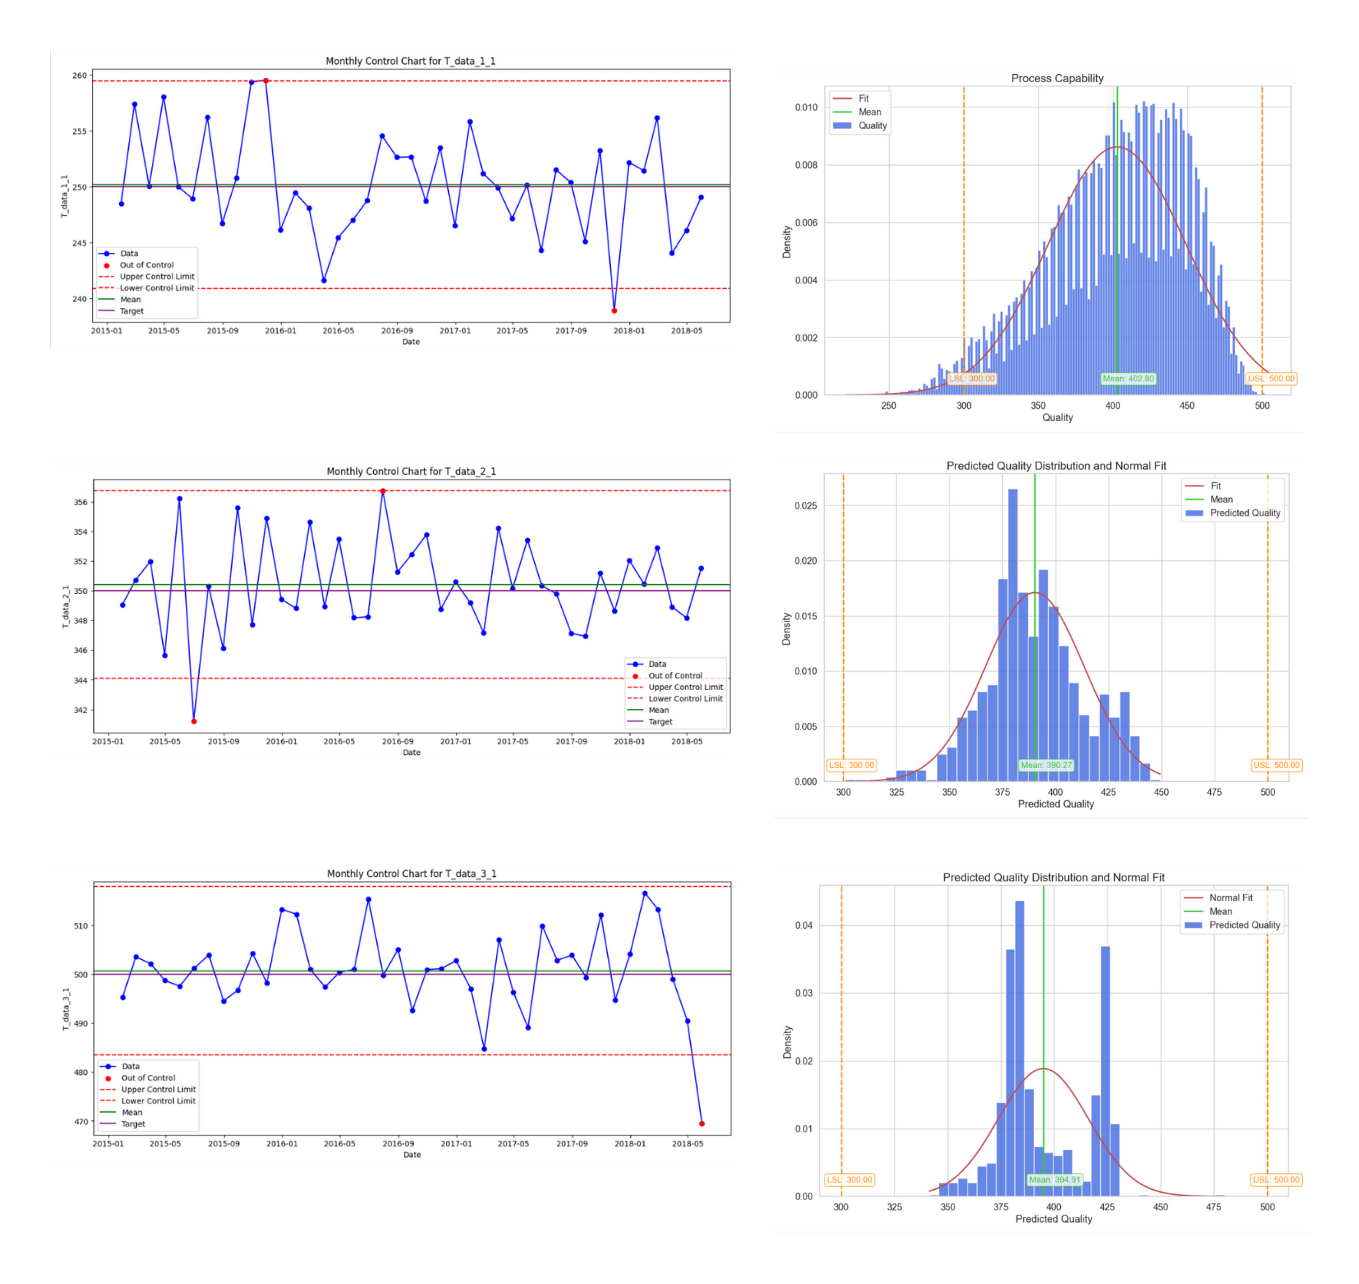 Monthly Control Chart for T_data_1_1
260
255
250
245
240
T_data_1_1
Data
Out of Control
Upper Control Limit
Lower Control Limit
Mean
Target
2015-01 2015-05 2015-09 2016-01 2016-05 2016-09 2017-01 2017-05 2017-09 2018-01 2018-05
Date
Process Capability
Fit
Mean
Quality
0.010
0.008
0.006
0.004
0.002
0.000
Density
LSL: 300.00 Mean: 402.80 USL: 500.00
250 300 350 400 450 500
Quality
Monthly Control Chart for T_data_2_1
356
354
352
350
348
346
344
342
T_data_2_1
Data
Out of Control
Upper Control Limit
Lower Control Limit
Mean
Target
2015-01 2015-05 2015-09 2016-01 2016-05 2016-09 2017-01 2017-05 2017-09 2018-01 2018-05
Date
Predicted Quality Distribution and Normal Fit
Fit
Mean
Predicted Quality
0.025
0.020
0.015
0.010
0.005
0.000
Density
LSL: 300.00 Mean: 390.27 USL: 500.00
300 325 350 375 400 425 450 475 500
Predicted Quality
Monthly Control Chart for T_data_3_1
510
500
490
480
470
T_data_3_1
Data
Out of Control
Upper Control Limit
Lower Control Limit
Mean
Target
2015-01 2015-05 2015-09 2016-01 2016-05 2016-09 2017-01 2017-05 2017-09 2018-01 2018-05
Date
Predicted Quality Distribution and Normal Fit
Normal Fit
Mean
Predicted Quality
0.04
0.03
0.02
0.01
0.00
Density
LSL: 300.00 Mean: 394.91 USL: 500.00
300 325 350 375 400 425 450 475 500
Predicted Quality